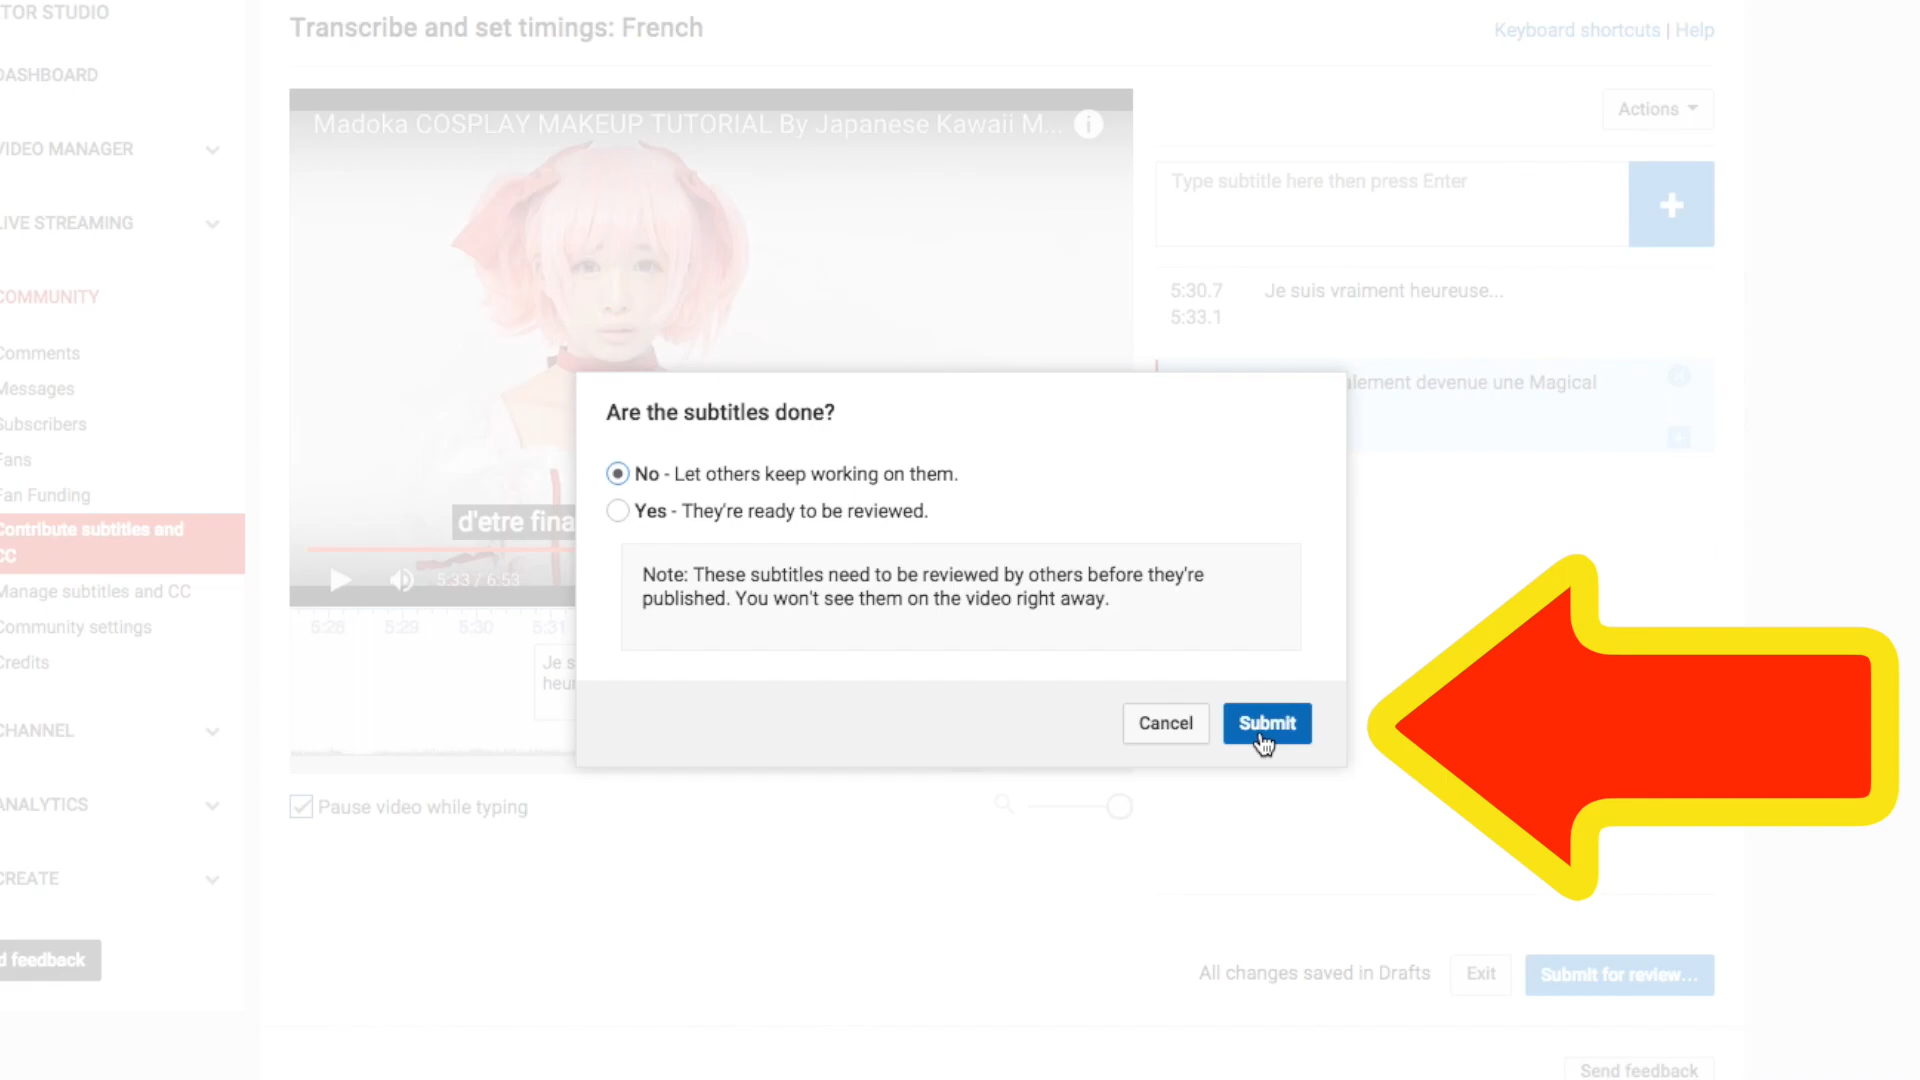 TOR STUDIO
DASHBOARD
VIDEO MANAGER
LIVE STREAMING
COMMUNITY
Comments
Messages
Subscribers
Fans
Fan Funding
Contribute subtitles and
CC
Manage subtitles and CC
Community settings
Credits
CHANNEL
ANALYTICS
CREATE
d feedback
Transcribe and set timings: French
Keyboard shortcuts | Help
Madoka COSPLAY MAKEUP TUTORIAL By Japanese Kawaii M...
d'etre fina
5:33 / 6:53
5:28 5:29 5:30 5:31
Je s
heur
Pause video while typing
Actions
Type subtitle here then press Enter
5:30.7 Je suis vraiment heureuse...
5:33.1
alement devenue une Magical
Are the subtitles done?
No - Let others keep working on them.
Yes - They're ready to be reviewed.
Note: These subtitles need to be reviewed by others before they're
published. You won't see them on the video right away.
Cancel Submit
All changes saved in Drafts Exit Submit for review...
Send feedback